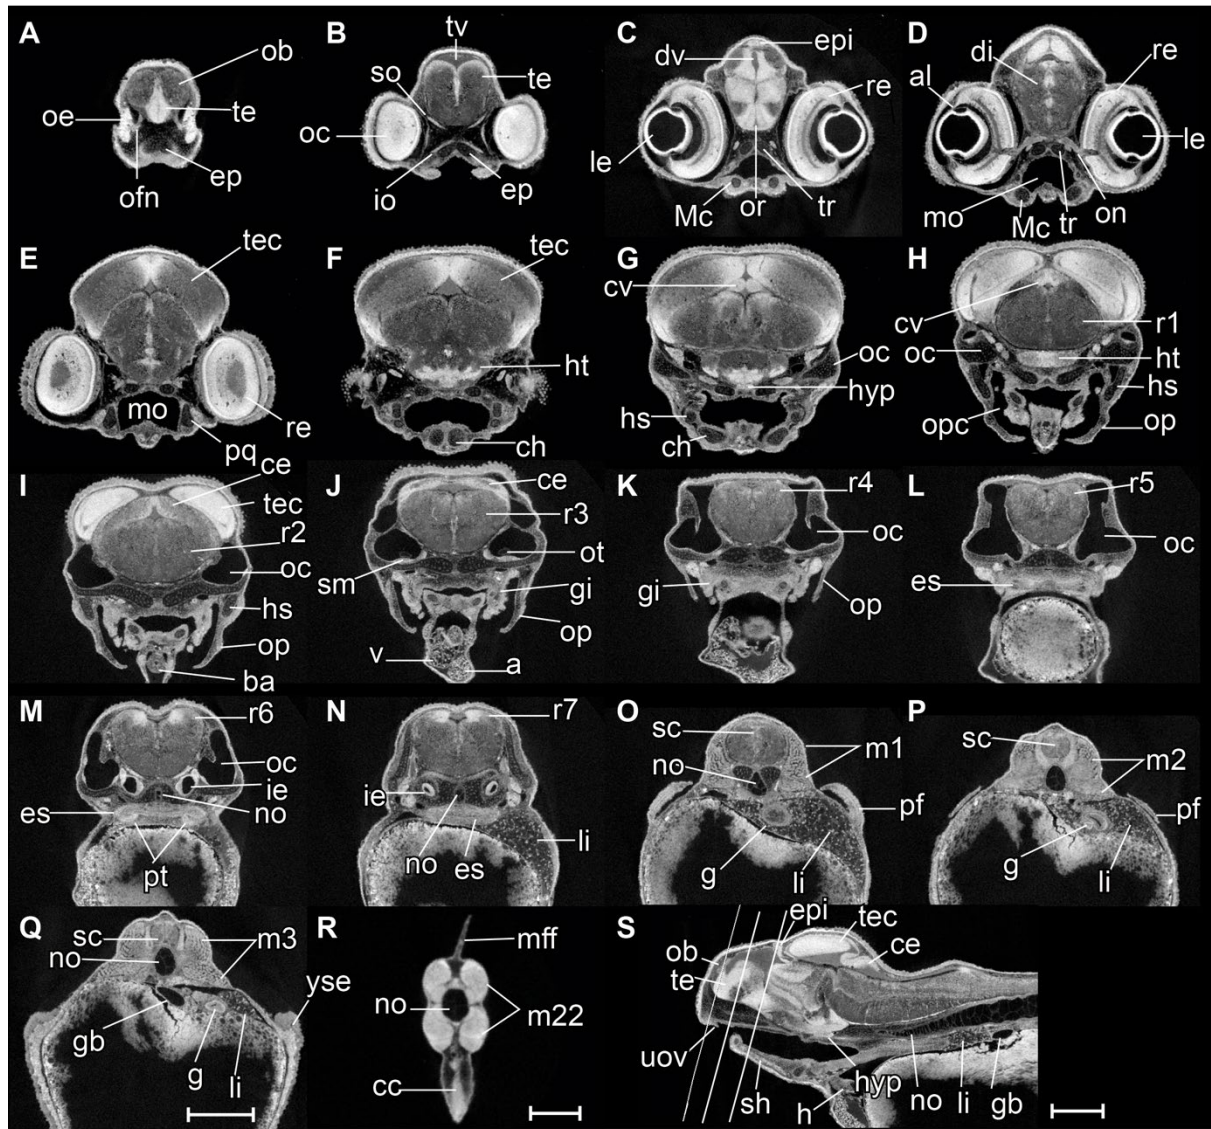 A
ob
oe
te
ofn
ep
B
tv
so
te
oc
io
ep
C
dv
epi
re
le
Mc
or
tr
D
di
re
al
le
mo
Mc
tr
on
E
tec
mo
re
pq
F
tec
ht
ch
G
cv
oc
hyp
hs
ch
H
cv
r1
oc
ht
hs
opc
op
I
ce
tec
r2
oc
hs
op
ba
J
ce
r3
ot
sm
gi
op
v
a
K
r4
oc
gi
op
L
r5
oc
es
M
r6
oc
ie
no
es
pt
N
r7
ie
li
no
es
O
sc
m1
no
pf
g
li
P
sc
m2
pf
g
li
Q
sc
m3
no
yse
gb
g
li
R
mff
no
m22
cc
S
epi
tec
ob
ce
te
uov
sh
h
hyp
no
li
gb